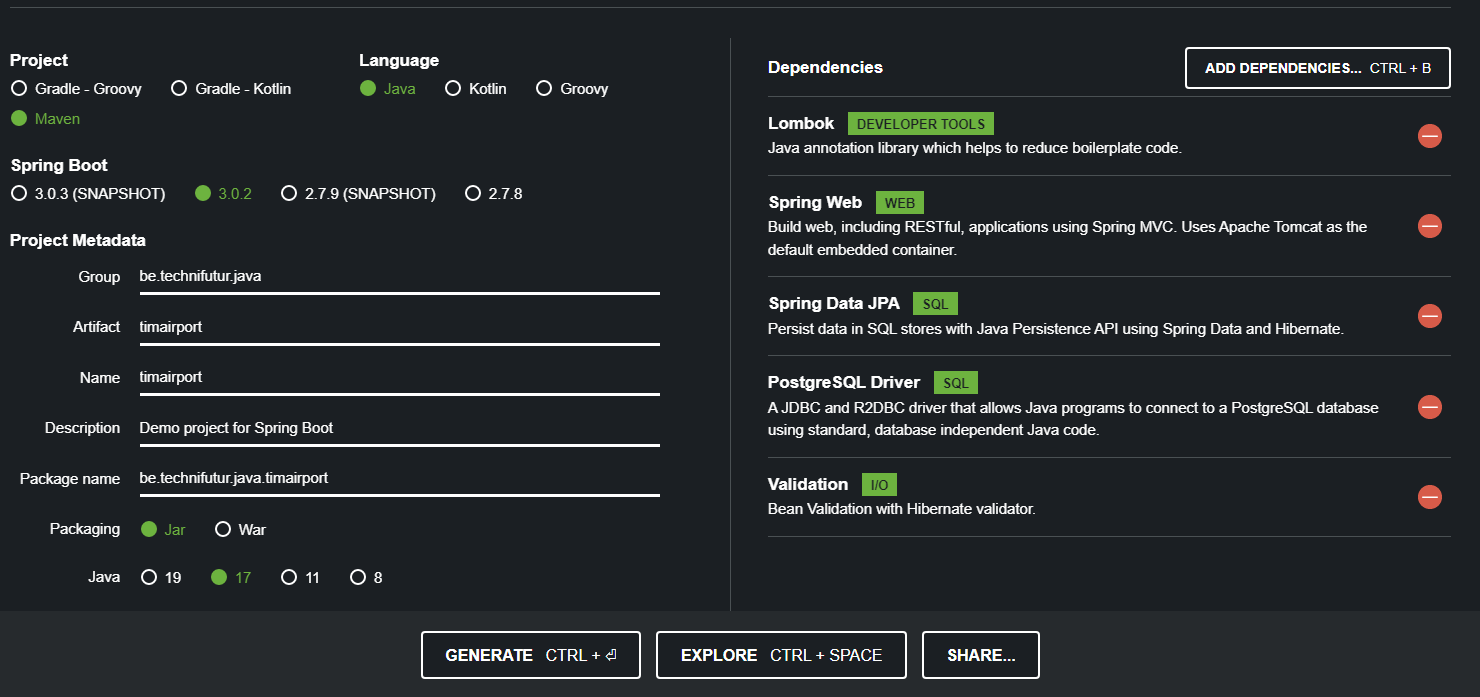 Project
Gradle - Groovy Gradle - Kotlin
Maven
Language
Java Kotlin Groovy
Spring Boot
3.0.3 (SNAPSHOT) 3.0.2 2.7.9 (SNAPSHOT) 2.7.8
Project Metadata
Group be.technifutur.java
Artifact timairport
Name timairport
Description Demo project for Spring Boot
Package name be.technifutur.java.timairport
Packaging Jar War
Java 19 17 11 8
Dependencies
ADD DEPENDENCIES... CTRL + B
Lombok DEVELOPER TOOLS
Java annotation library which helps to reduce boilerplate code.
Spring Web WEB
Build web, including RESTful, applications using Spring MVC. Uses Apache Tomcat as the
default embedded container.
Spring Data JPA SQL
Persist data in SQL stores with Java Persistence API using Spring Data and Hibernate.
PostgreSQL Driver SQL
A JDBC and R2DBC driver that allows Java programs to connect to a PostgreSQL database
using standard, database independent Java code.
Validation I/O
Bean Validation with Hibernate validator.
GENERATE CTRL + ⏎ EXPLORE CTRL + SPACE SHARE...